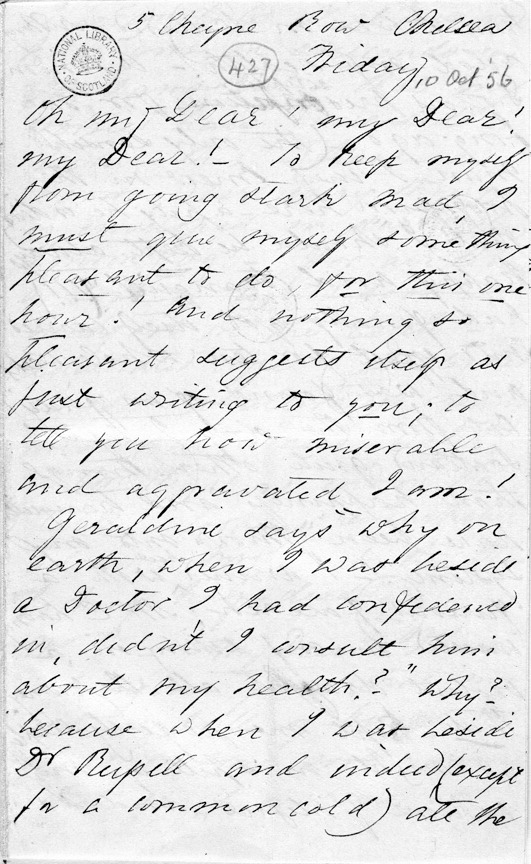 5 Cheyne Row Chelsea
NATIONAL LIBRARY OF SCOTLAND
427
Friday, 10 Oct '56
Oh my Dear! my Dear!
my Dear! – To keep myself
from going stark mad I
must give myself something
pleasant to do, for this one
hour! And nothing so
pleasant suggests itself as
just writing to you; to
tell you how miserable
and aggravated I am!
Geraldine says "why on
earth, when I was beside
a Doctor I had confidence
in, didn't I consult him
about my health?" Why?
because when I was beside
Dr Russell and indeed (except
for a common cold) ate the